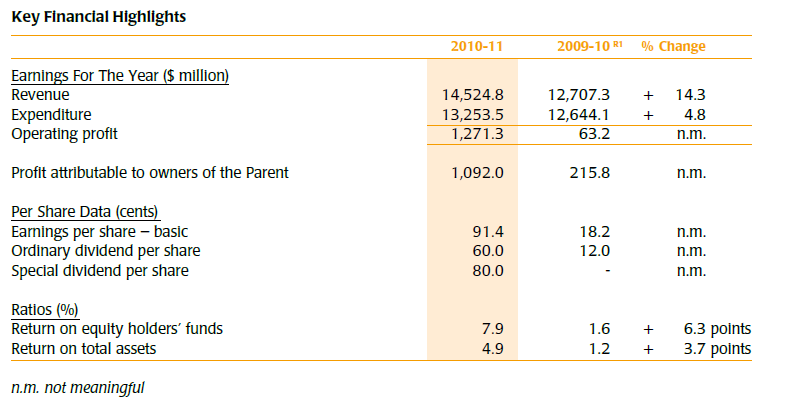 Key Financial Highlights
2010-11 2009-10 R1 % Change
Earnings For The Year ($ million)
Revenue 14,524.8 12,707.3 + 14.3
Expenditure 13,253.5 12,644.1 + 4.8
Operating profit 1,271.3 63.2 n.m.
Profit attributable to owners of the Parent 1,092.0 215.8 n.m.
Per Share Data (cents)
Earnings per share – basic 91.4 18.2 n.m.
Ordinary dividend per share 60.0 12.0 n.m.
Special dividend per share 80.0 - n.m.
Ratios (%)
Return on equity holders’ funds 7.9 1.6 + 6.3 points
Return on total assets 4.9 1.2 + 3.7 points
n.m. not meaningful